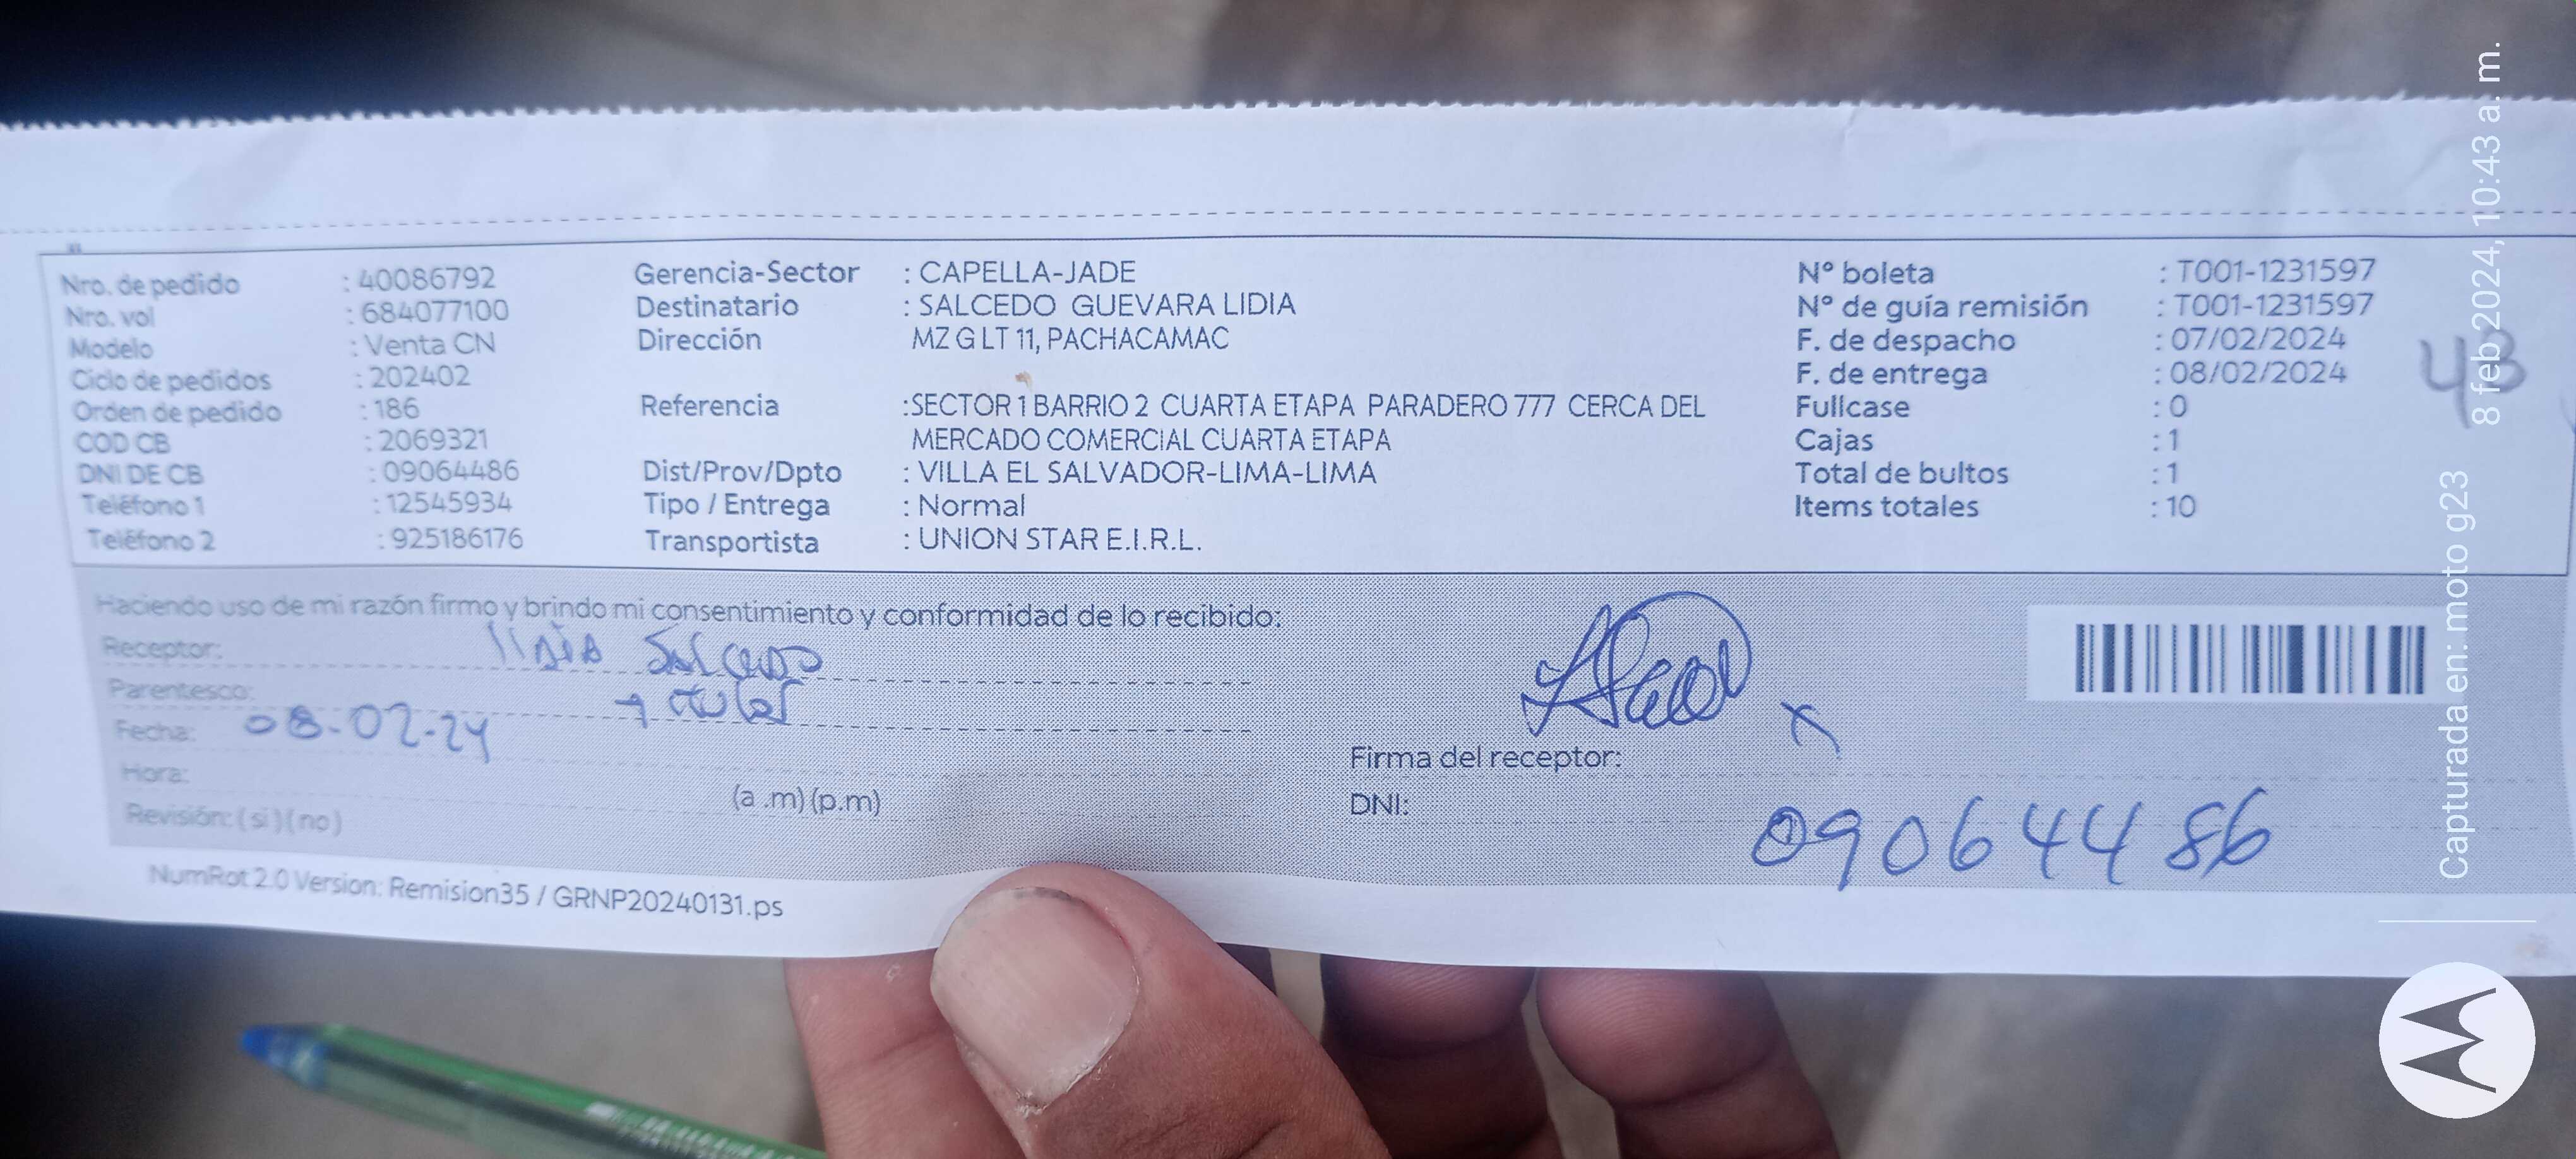 Nro. de pedido : 40086792
Nro. vol : 684077100
Modelo : Venta CN
Ciclo de pedidos : 202402
Orden de pedido : 186
COD CB : 2069321
DNI DE CB : 09064486
Teléfono 1 : 12545934
Teléfono 2 : 925186176
Gerencia-Sector : CAPELLA-JADE
Destinatario : SALCEDO GUEVARA LIDIA
Dirección MZ G LT 11, PACHACAMAC
Referencia :SECTOR 1 BARRIO 2 CUARTA ETAPA PARADERO 777 CERCA DEL
MERCADO COMERCIAL CUARTA ETAPA
Dist/Prov/Dpto : VILLA EL SALVADOR-LIMA-LIMA
Tipo / Entrega : Normal
Transportista : UNION STAR E.I.R.L.
N° boleta : T001-1231597
N° de guía remisión : T001-1231597
F. de despacho : 07/02/2024
F. de entrega : 08/02/2024
Fullcase : 0
Cajas : 1
Total de bultos : 1
Items totales : 10
Haciendo uso de mi razón firmo y brindo mi consentimiento y conformidad de lo recibido:
Receptor: lidia Salcedo
Parentesco: titular
Fecha: 08-02-24
Hora: (a .m) (p.m)
Revisión: ( si ) ( no )
Firma del receptor:
DNI: 09064486
NumRot 2.0 Version: Remision35 / GRNP20240131.ps
Capturada en: moto g23 8 feb 2024, 10:43 a. m.